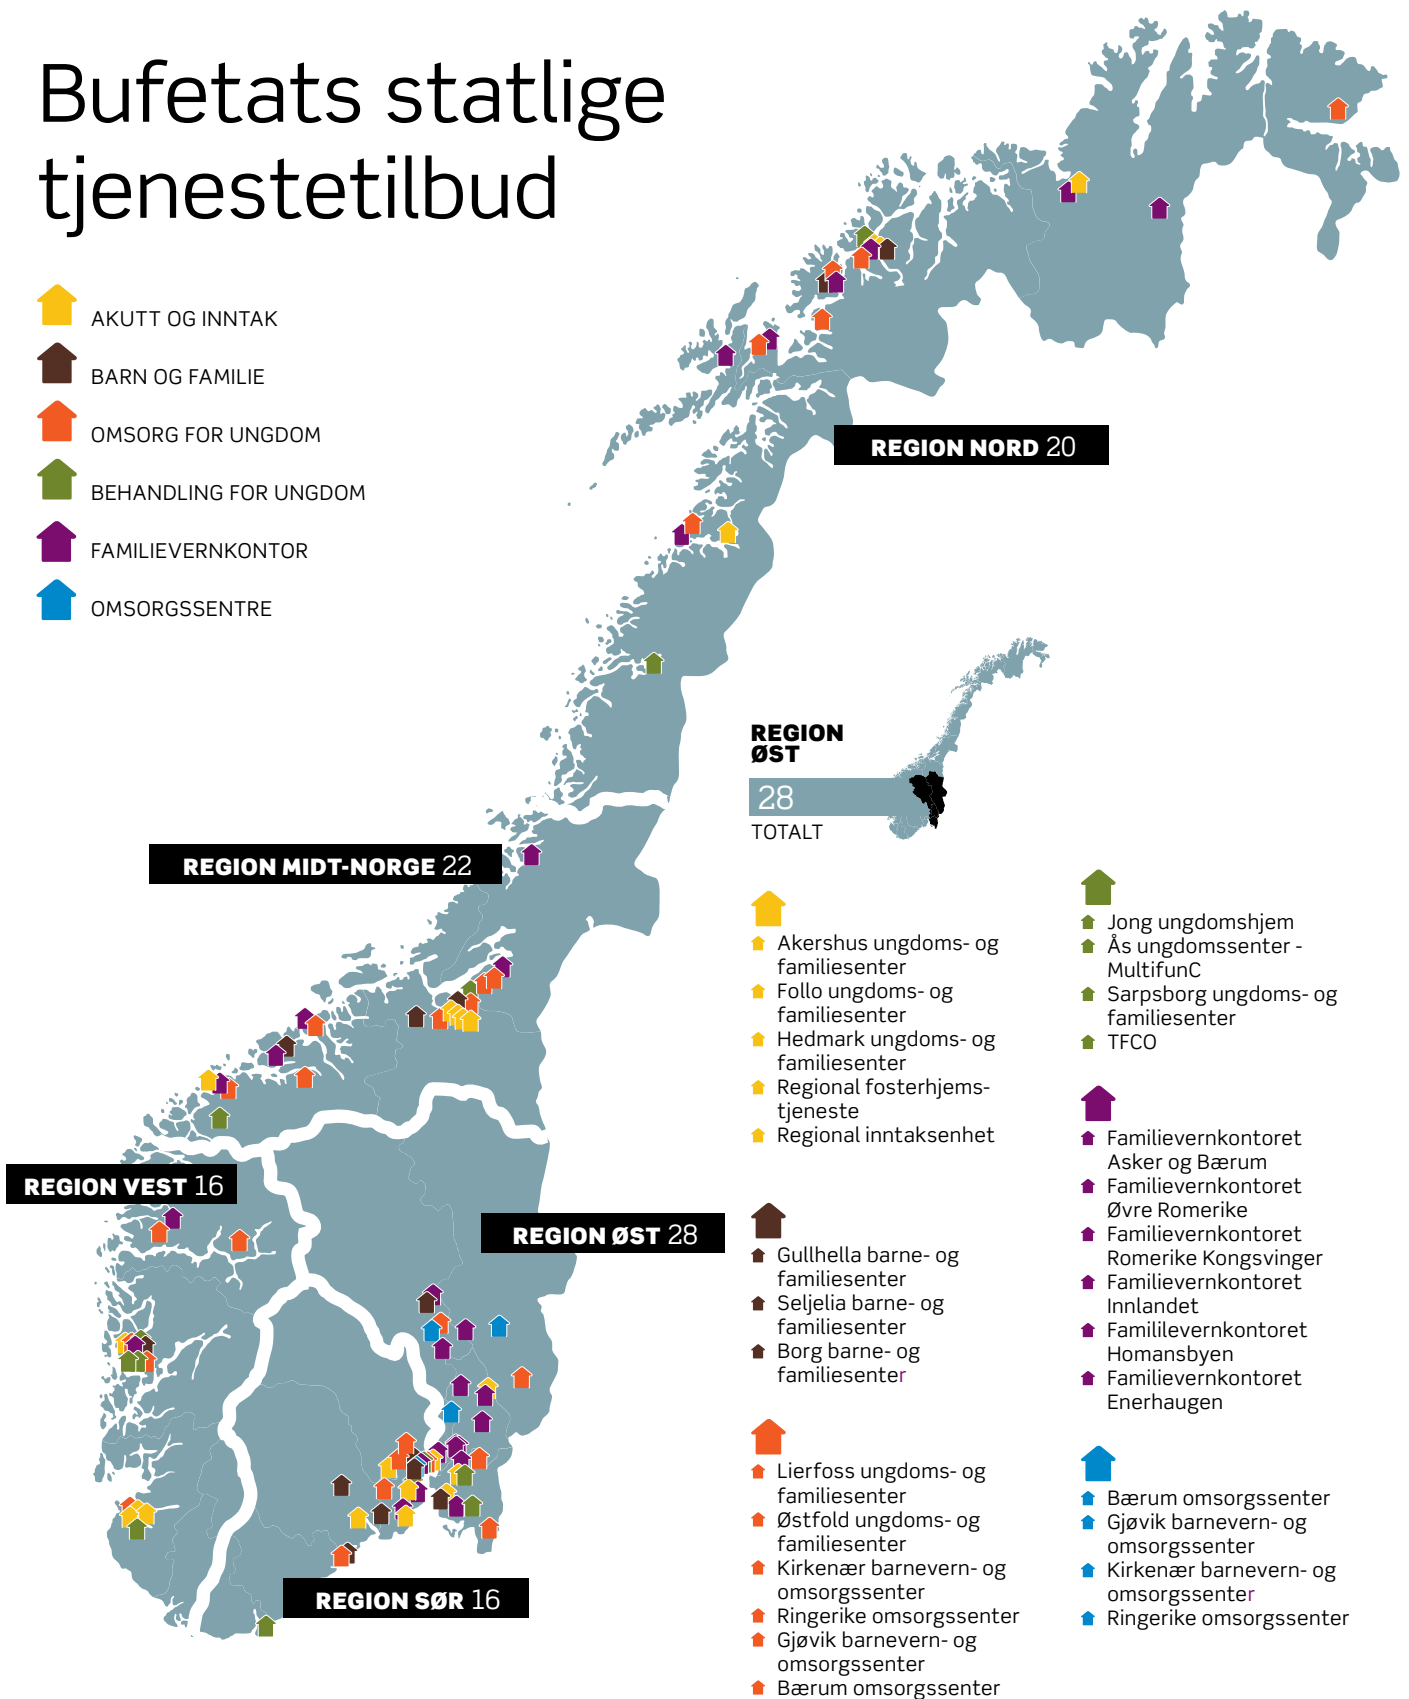 Bufetats statlige
tjenestetilbud
AKUTT OG INNTAK
BARN OG FAMILIE
OMSORG FOR UNGDOM
BEHANDLING FOR UNGDOM
FAMILIEVERNKONTOR
OMSORGSSENTRE
REGION NORD 20
REGION MIDT-NORGE 22
REGION VEST 16
REGION ØST 28
REGION SØR 16
REGION
ØST
28
TOTALT
Akershus ungdoms- og
familiesenter
Follo ungdoms- og
familiesenter
Hedmark ungdoms- og
familiesenter
Regional fosterhjems-
tjeneste
Regional inntaksenhet
Gullhella barne- og
familiesenter
Seljelia barne- og
familiesenter
Borg barne- og
familiesenter
Lierfoss ungdoms- og
familiesenter
Østfold ungdoms- og
familiesenter
Kirkenær barnevern- og
omsorgssenter
Ringerike omsorgssenter
Gjøvik barnevern- og
omsorgssenter
Bærum omsorgssenter
Jong ungdomshjem
Ås ungdomssenter -
MultifunC
Sarpsborg ungdoms- og
familiesenter
TFCO
Familievernkontoret
Asker og Bærum
Familievernkontoret
Øvre Romerike
Familievernkontoret
Romerike Kongsvinger
Familievernkontoret
Innlandet
Famililevernkontoret
Homansbyen
Familievernkontoret
Enerhaugen
Bærum omsorgssenter
Gjøvik barnevern- og
omsorgssenter
Kirkenær barnevern- og
omsorgssenter
Ringerike omsorgssenter